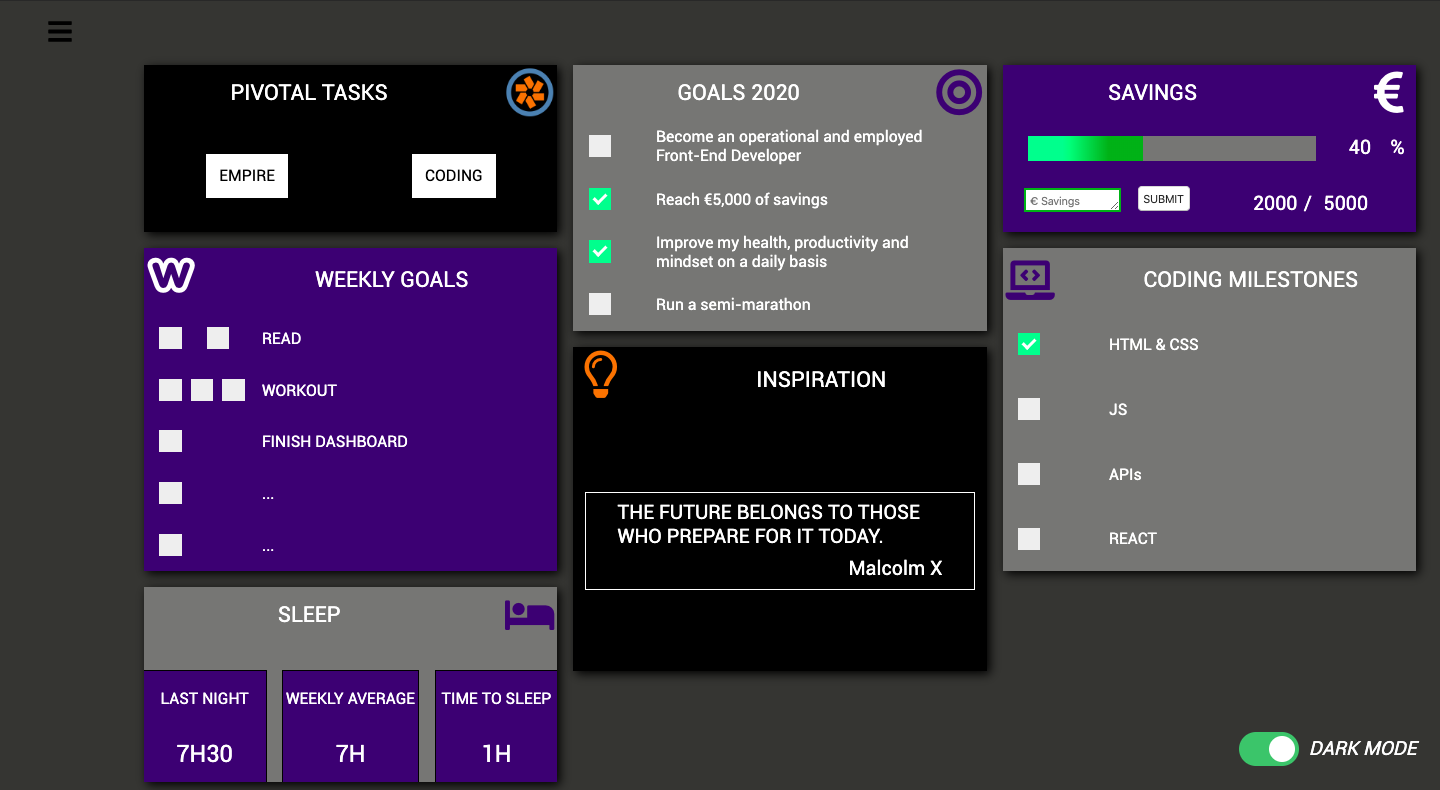 PIVOTAL TASKS
EMPIRE
CODING
WEEKLY GOALS
READ
WORKOUT
FINISH DASHBOARD
...
...
SLEEP
LAST NIGHT
7H30
WEEKLY AVERAGE
7H
TIME TO SLEEP
1H
GOALS 2020
Become an operational and employed
Front-End Developer
Reach €5,000 of savings
Improve my health, productivity and
mindset on a daily basis
Run a semi-marathon
INSPIRATION
THE FUTURE BELONGS TO THOSE
WHO PREPARE FOR IT TODAY.
Malcolm X
SAVINGS
€
40 %
€ Savings
SUBMIT
2000 / 5000
CODING MILESTONES
HTML & CSS
JS
APIs
REACT
DARK MODE